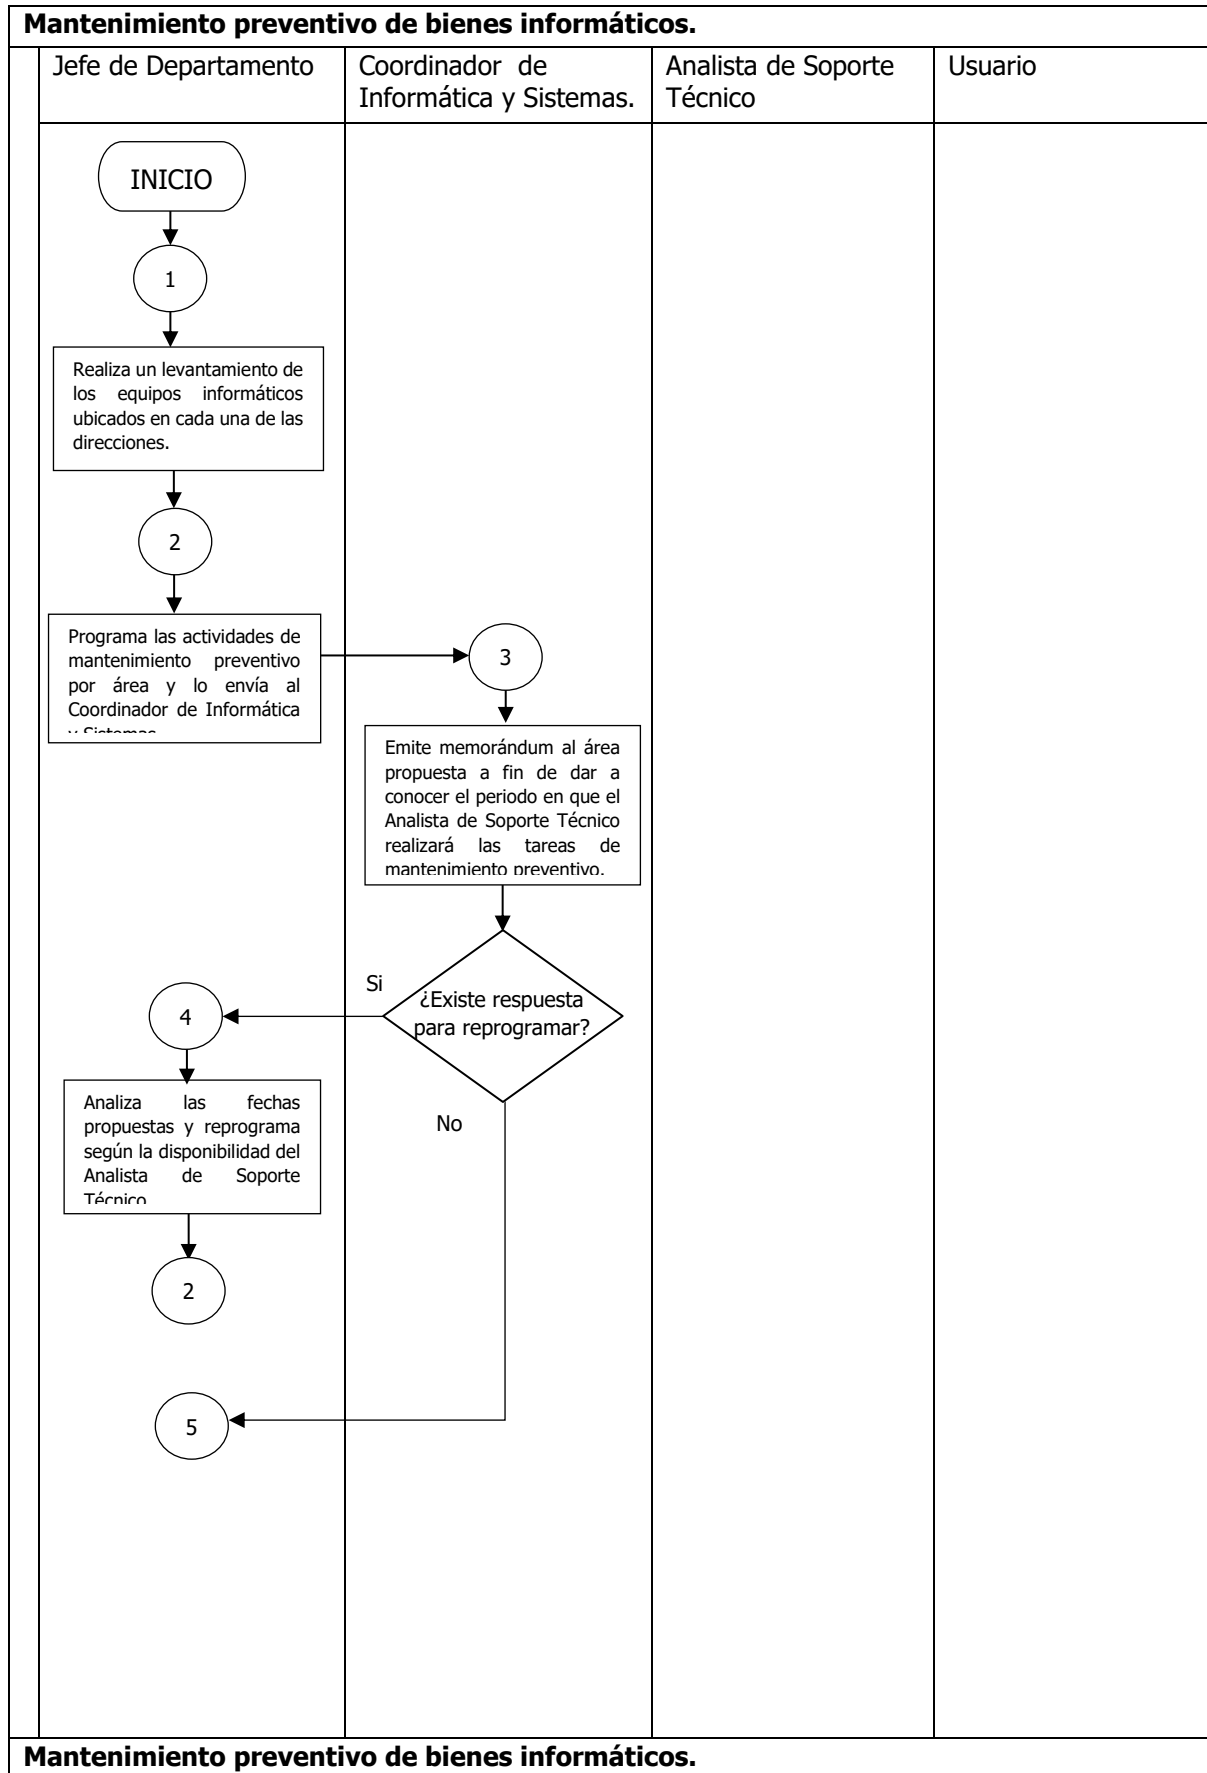 Mantenimiento preventivo de bienes informáticos.
Jefe de Departamento
Coordinador de
Informática y Sistemas.
Analista de Soporte
Técnico
Usuario
INICIO
1
Realiza un levantamiento de
los equipos informáticos
ubicados en cada una de las
direcciones.
2
Programa las actividades de
mantenimiento preventivo
por área y lo envía al
Coordinador de Informática
y Sistemas
3
Emite memorándum al área
propuesta a fin de dar a
conocer el periodo en que el
Analista de Soporte Técnico
realizará las tareas de
mantenimiento preventivo.
¿Existe respuesta
para reprogramar?
Si
4
Analiza las fechas
propuestas y reprograma
según la disponibilidad del
Analista de Soporte
Técnico
No
2
5
Mantenimiento preventivo de bienes informáticos.